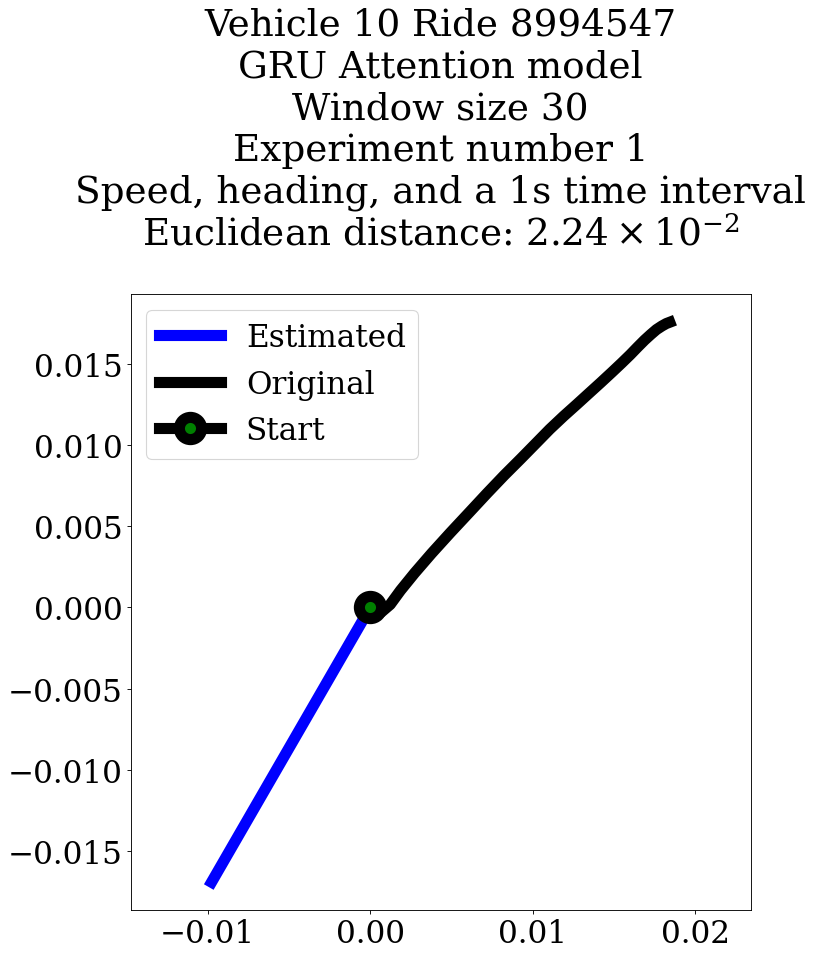 Vehicle 10 Ride 8994547
GRU Attention model
Window size 30
Experiment number 1
Speed, heading, and a 1s time interval
Euclidean distance: 2.24 × 10⁻²
Estimated
Original
Start
0.015
0.010
0.005
0.000
−0.005
−0.010
−0.015
−0.01 0.00 0.01 0.02